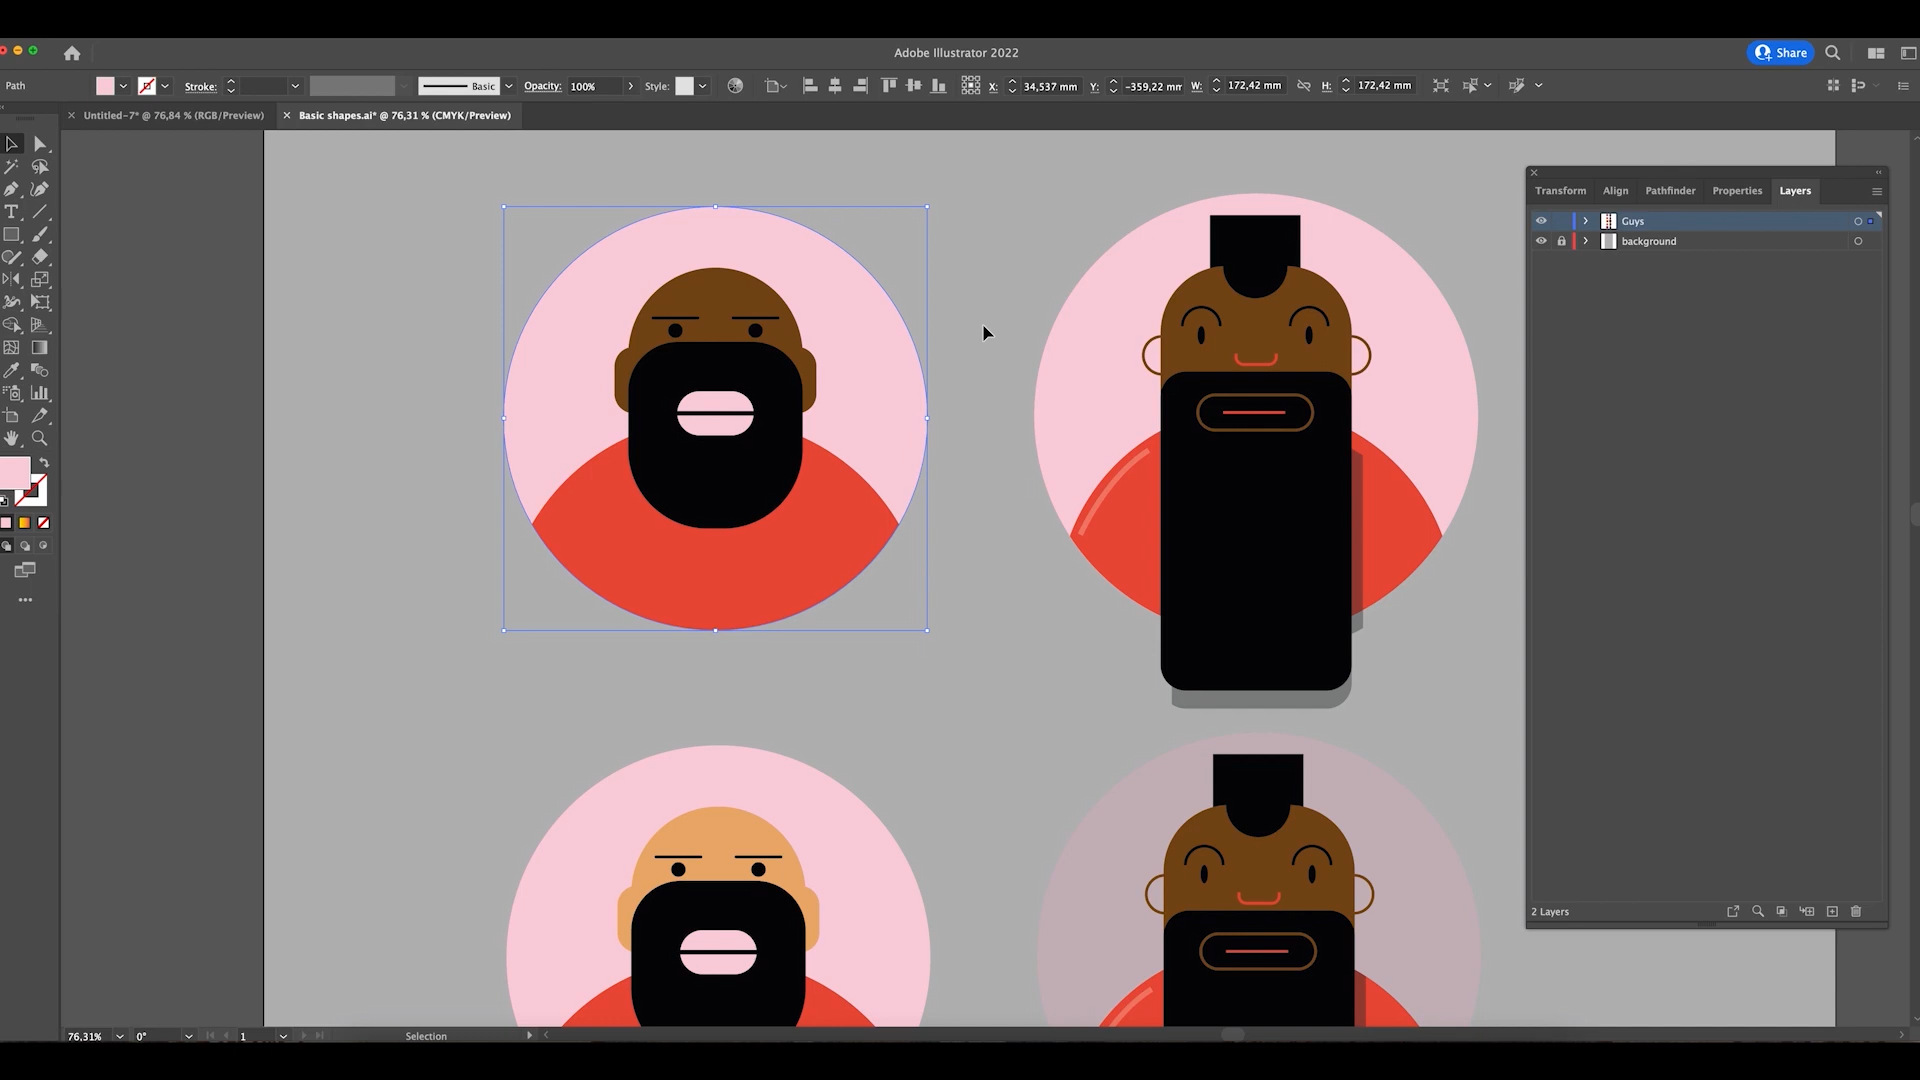 Adobe Illustrator 2022
Share
Path
Stroke:
Basic
Opacity: 100%
Style:
X: 34,537 mm
Y: -359,22 mm
W: 172,42 mm
H: 172,42 mm
Untitled-7* @ 76,84 % (RGB/Preview)
Basic shapes.ai* @ 76,31 % (CMYK/Preview)
Transform Align Pathfinder Properties Layers
Guys
background
2 Layers
76,31% 0° 1 Selection